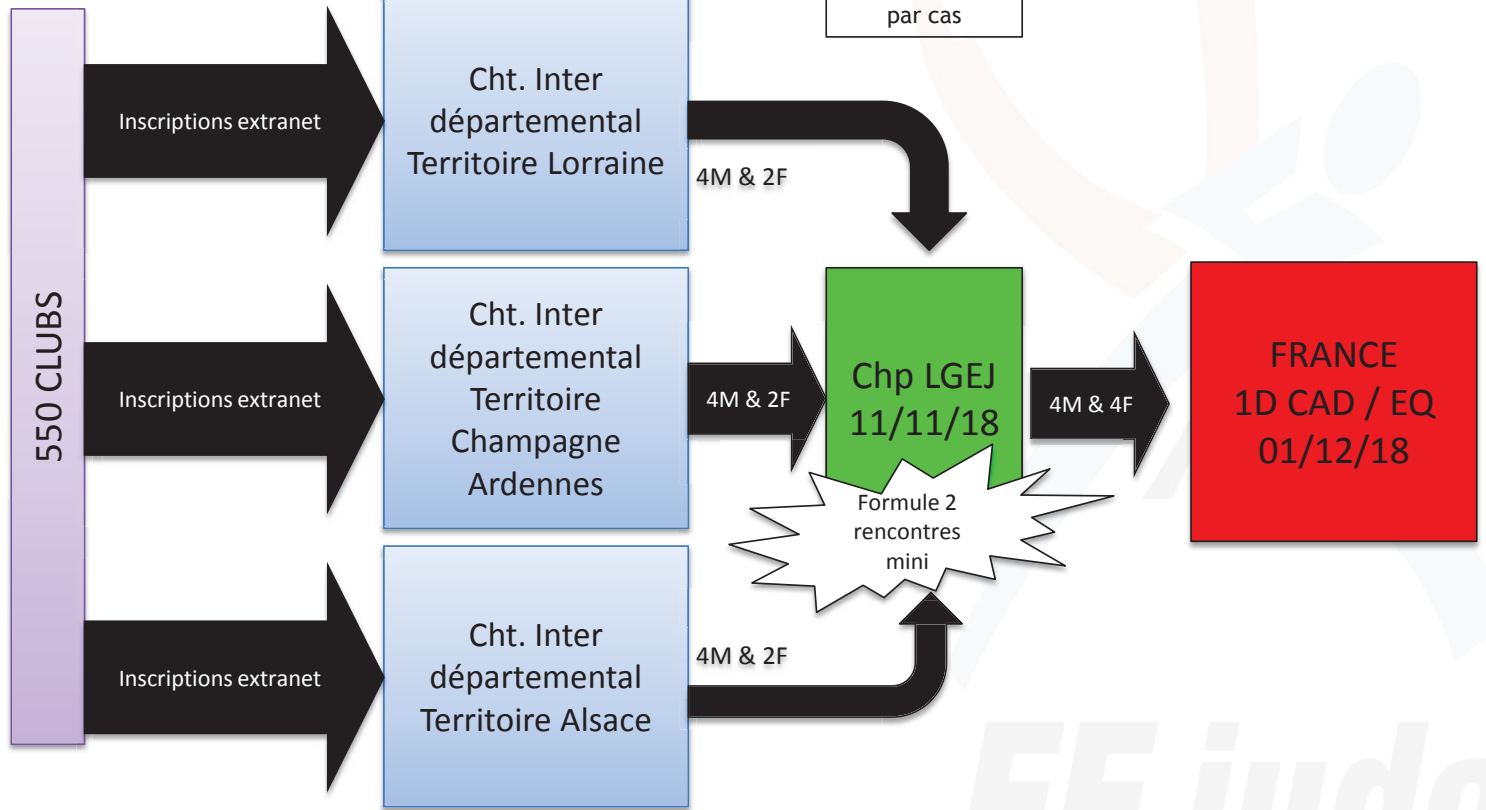 par cas
550 CLUBS
Inscriptions extranet
Cht. Inter
départemental
Territoire Lorraine
4M & 2F
Inscriptions extranet
Cht. Inter
départemental
Territoire
Champagne
Ardennes
4M & 2F
Chp LGEJ
11/11/18
Formule 2
rencontres
mini
4M & 4F
FRANCE
1D CAD / EQ
01/12/18
Inscriptions extranet
Cht. Inter
départemental
Territoire Alsace
4M & 2F
FF judo